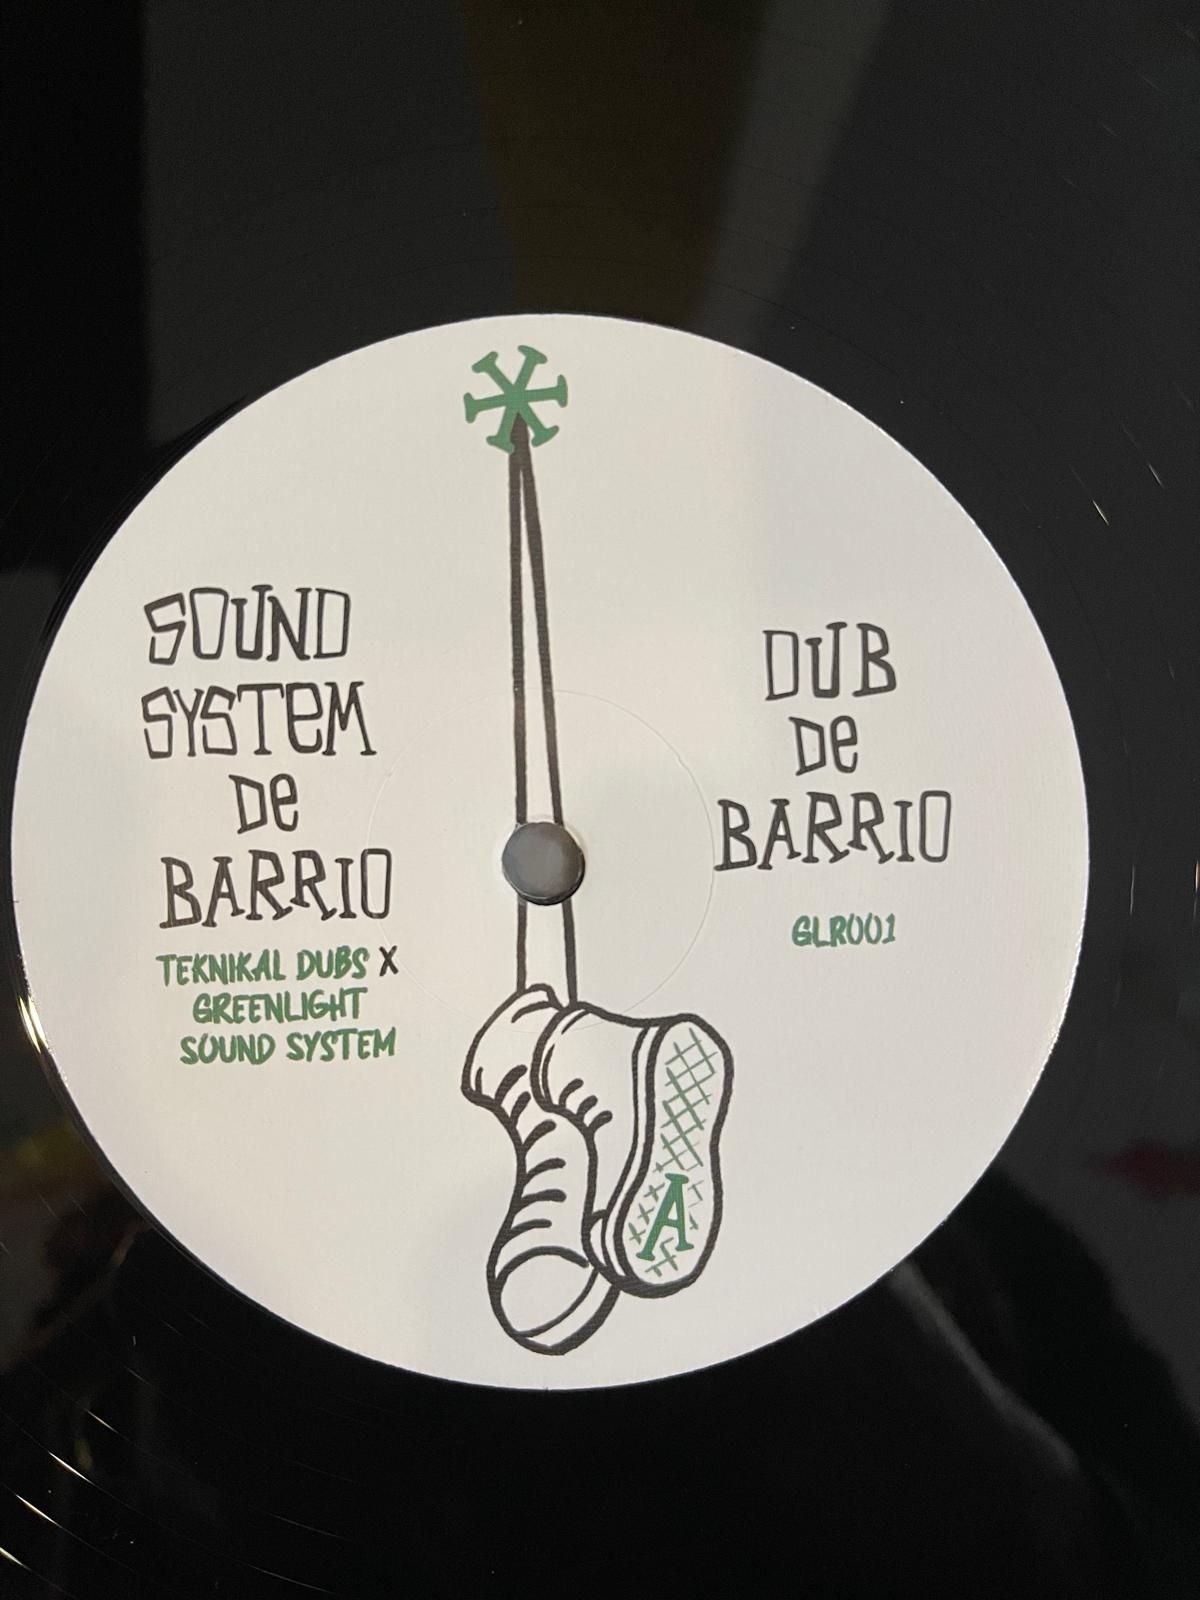 SOUND
SYSTeM
De
BARRIO
TEKNIKAL DUBS X
GREENLIGHT
SOUND SYSTEM
DUB
De
BARRIO
GLR001
A